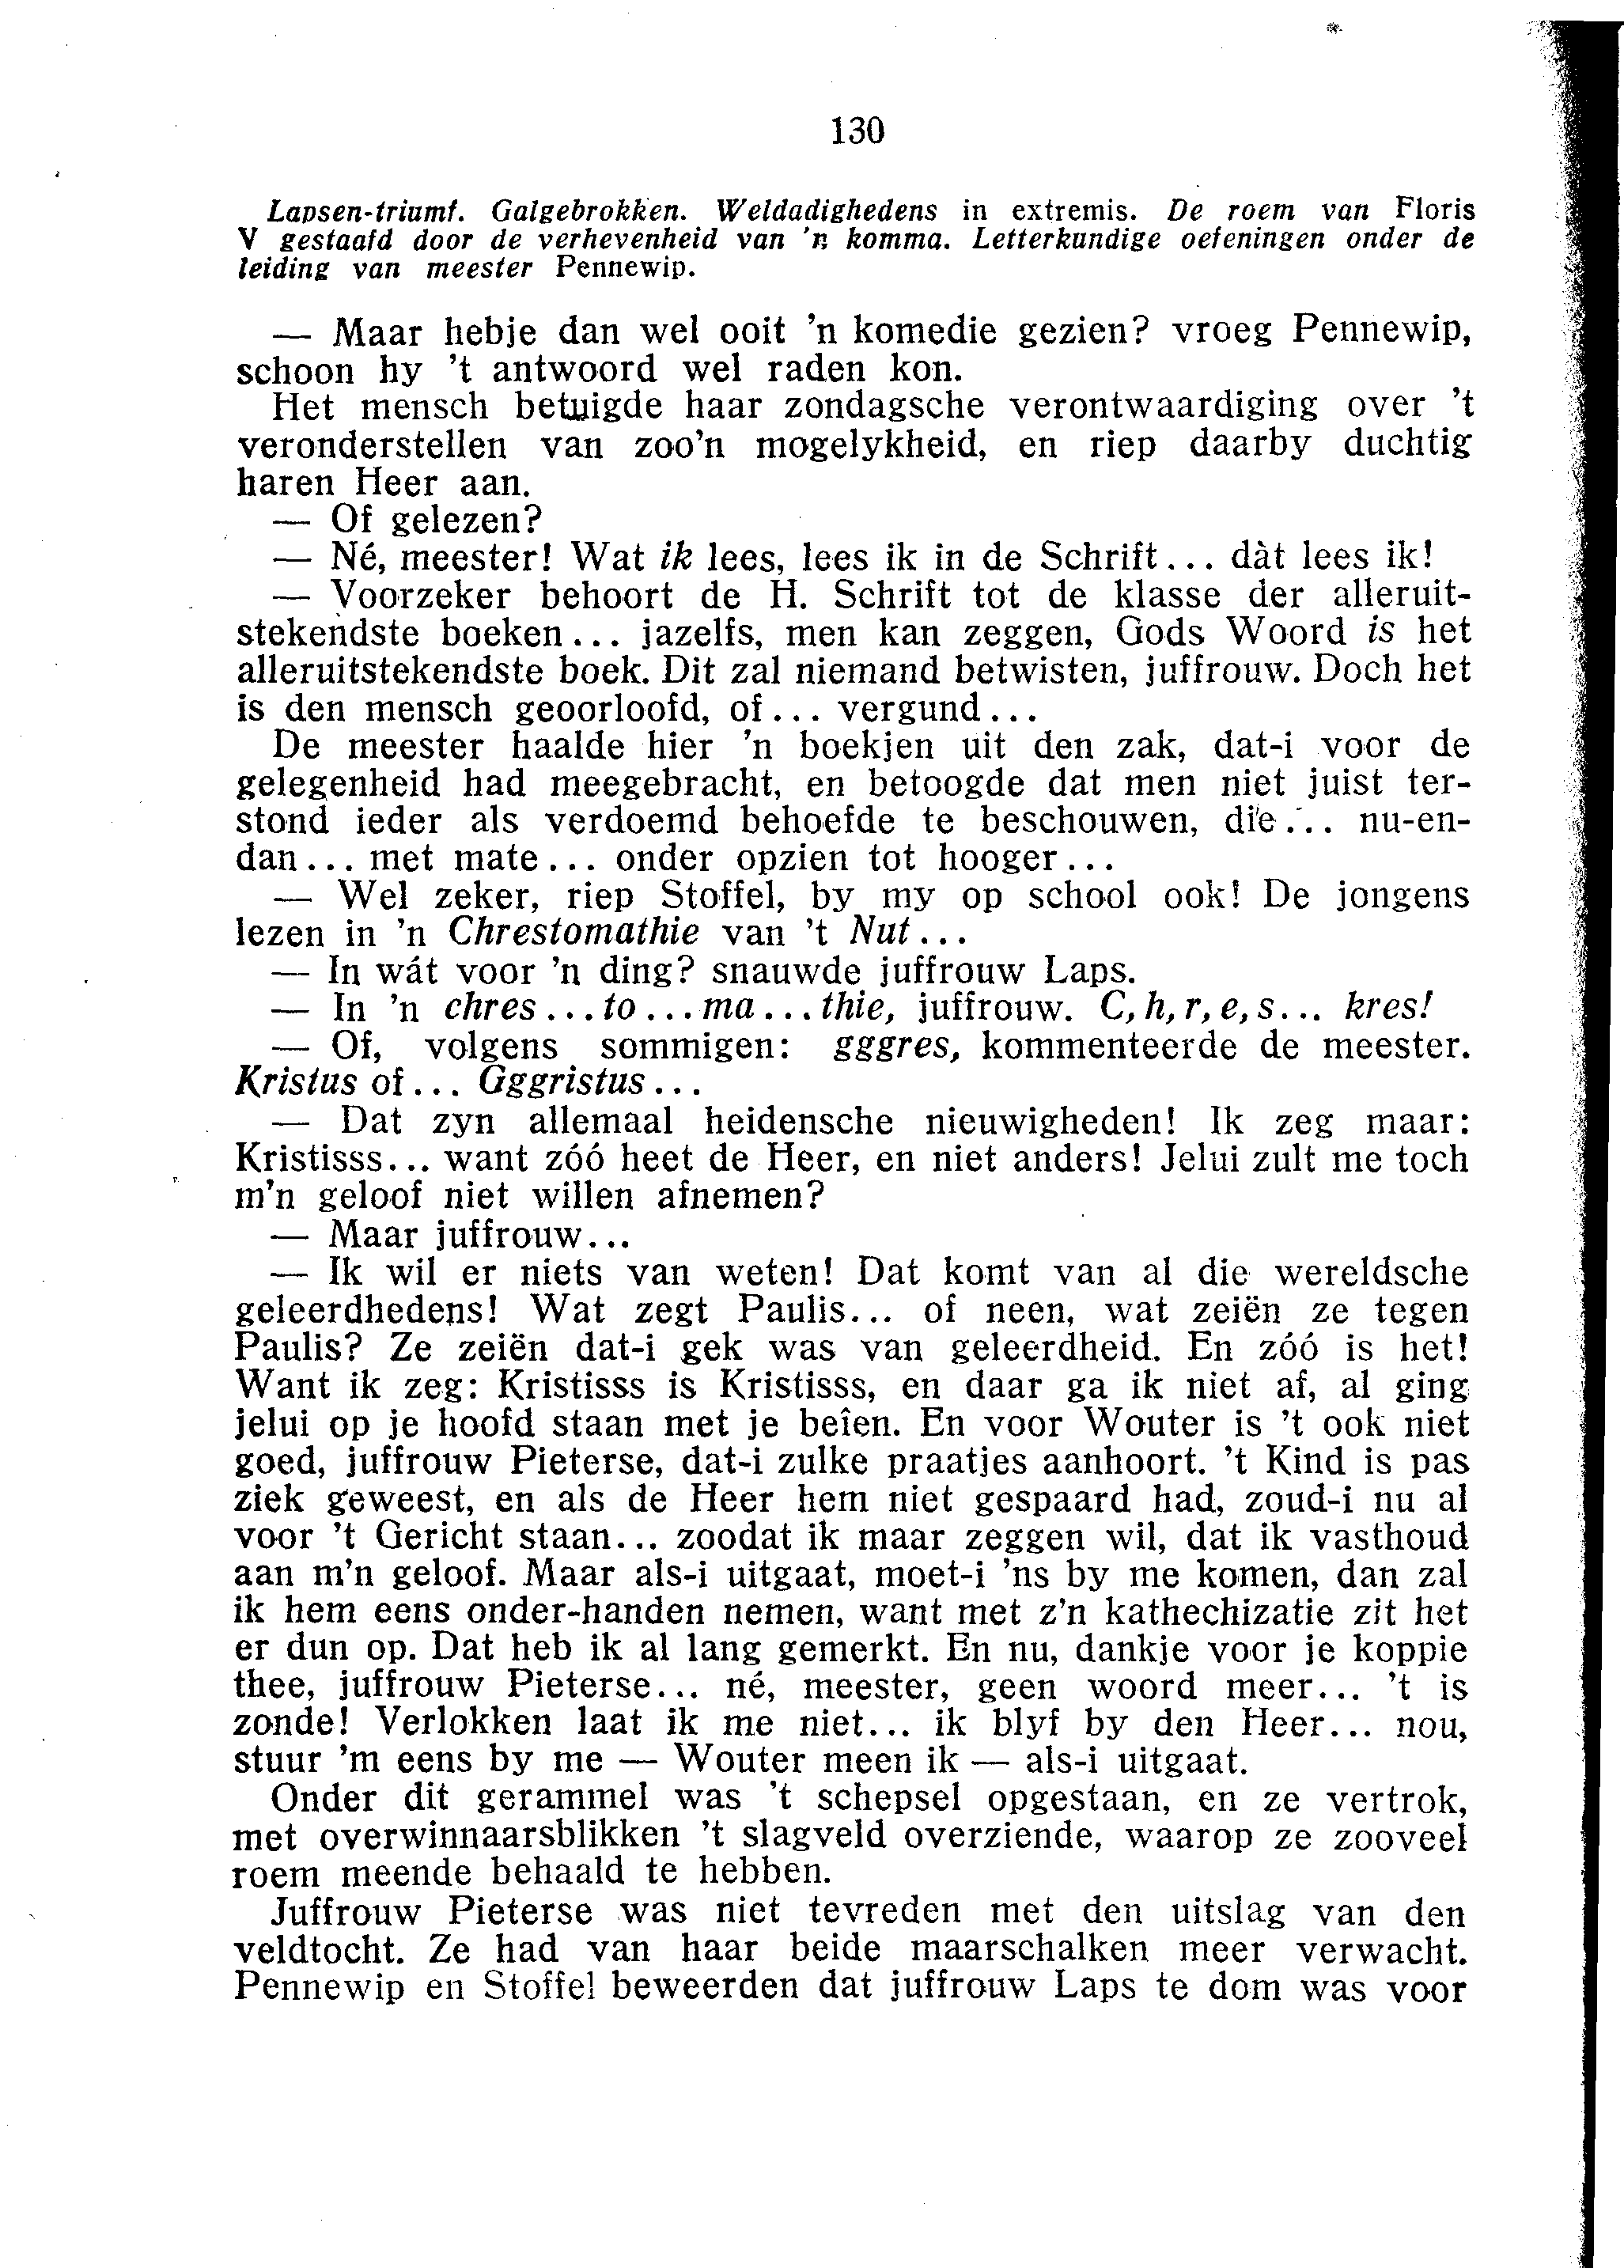 130
Lapsen-triumf. Galgebrokken. Weldadighedens in extremis. De roem van Floris
V gestaafd door de verhevenheid van 'n komma. Letterkundige oefeningen onder de
leiding van meester Pennewip.
— Maar hebje dan wel ooit 'n komedie gezien? vroeg Pennewip,
schoon hy 't antwoord wel raden kon.
Het mensch betuigde haar zondagsche verontwaardiging over 't
veronderstellen van zoo'n mogelykheid, en riep daarby duchtig
haren Heer aan.
— Of gelezen?
— Né, meester! Wat ik lees, lees ik in de Schrift... dàt lees ik!
— Voorzeker behoort de H. Schrift tot de klasse der alleruit-
stekendste boeken... jazelfs, men kan zeggen, Gods Woord is het
alleruitstekendste boek. Dit zal niemand betwisten, juffrouw. Doch het
is den mensch geoorloofd, of... vergund...
De meester haalde hier 'n boekjen uit den zak, dat-i voor de
gelegenheid had meegebracht, en betoogde dat men niet juist ter-
stond ieder als verdoemd behoefde te beschouwen, die... nu-en-
dan... met mate... onder opzien tot hooger...
— Wel zeker, riep Stoffel, by my op school ook! De jongens
lezen in 'n Chrestomathie van 't Nut...
— In wát voor 'n ding? snauwde juffrouw Laps.
— In 'n chres...to...ma...thie, juffrouw. C, h, r, e, s... kres!
— Of, volgens sommigen: gggres, kommenteerde de meester.
Kristus of... Gggristus...
— Dat zyn allemaal heidensche nieuwigheden! Ik zeg maar:
Kristisss... want zóó heet de Heer, en niet anders! Jelui zult me toch
m'n geloof niet willen afnemen?
— Maar juffrouw...
— Ik wil er niets van weten! Dat komt van al die wereldsche
geleerdhedens! Wat zegt Paulis... of neen, wat zeiën ze tegen
Paulis? Ze zeiën dat-i gek was van geleerdheid. En zóó is het!
Want ik zeg: Kristisss is Kristisss, en daar ga ik niet af, al ging
jelui op je hoofd staan met je beîen. En voor Wouter is 't ook niet
goed, juffrouw Pieterse, dat-i zulke praatjes aanhoort. 't Kind is pas
ziek geweest, en als de Heer hem niet gespaard had, zoud-i nu al
voor 't Gericht staan... zoodat ik maar zeggen wil, dat ik vasthoud
aan m'n geloof. Maar als-i uitgaat, moet-i 'ns by me komen, dan zal
ik hem eens onder-handen nemen, want met z'n kathechizatie zit het
er dun op. Dat heb ik al lang gemerkt. En nu, dankje voor je koppie
thee, juffrouw Pieterse... né, meester, geen woord meer... 't is
zonde! Verlokken laat ik me niet... ik blyf by den Heer... nou,
stuur 'm eens by me — Wouter meen ik — als-i uitgaat.
Onder dit gerammel was 't schepsel opgestaan, en ze vertrok,
met overwinnaarsblikken 't slagveld overziende, waarop ze zooveel
roem meende behaald te hebben.
Juffrouw Pieterse was niet tevreden met den uitslag van den
veldtocht. Ze had van haar beide maarschalken meer verwacht.
Pennewip en Stoffel beweerden dat juffrouw Laps te dom was voor